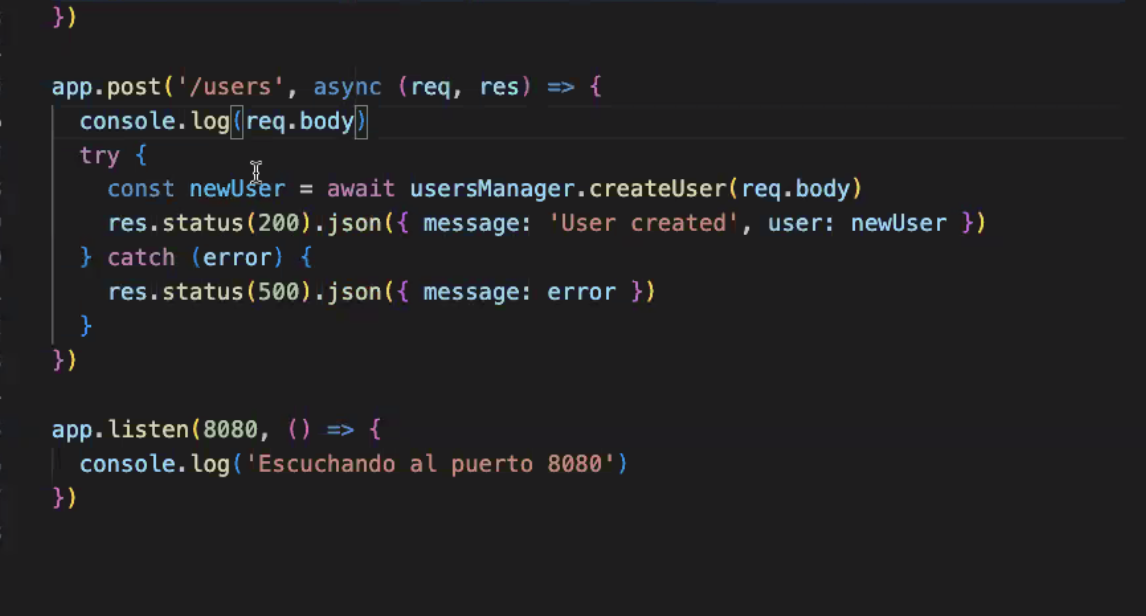 })
app.post('/users', async (req, res) => {
console.log(req.body)
try {
const newUser = await usersManager.createUser(req.body)
res.status(200).json({ message: 'User created', user: newUser })
} catch (error) {
res.status(500).json({ message: error })
}
})
app.listen(8080, () => {
console.log('Escuchando al puerto 8080')
})